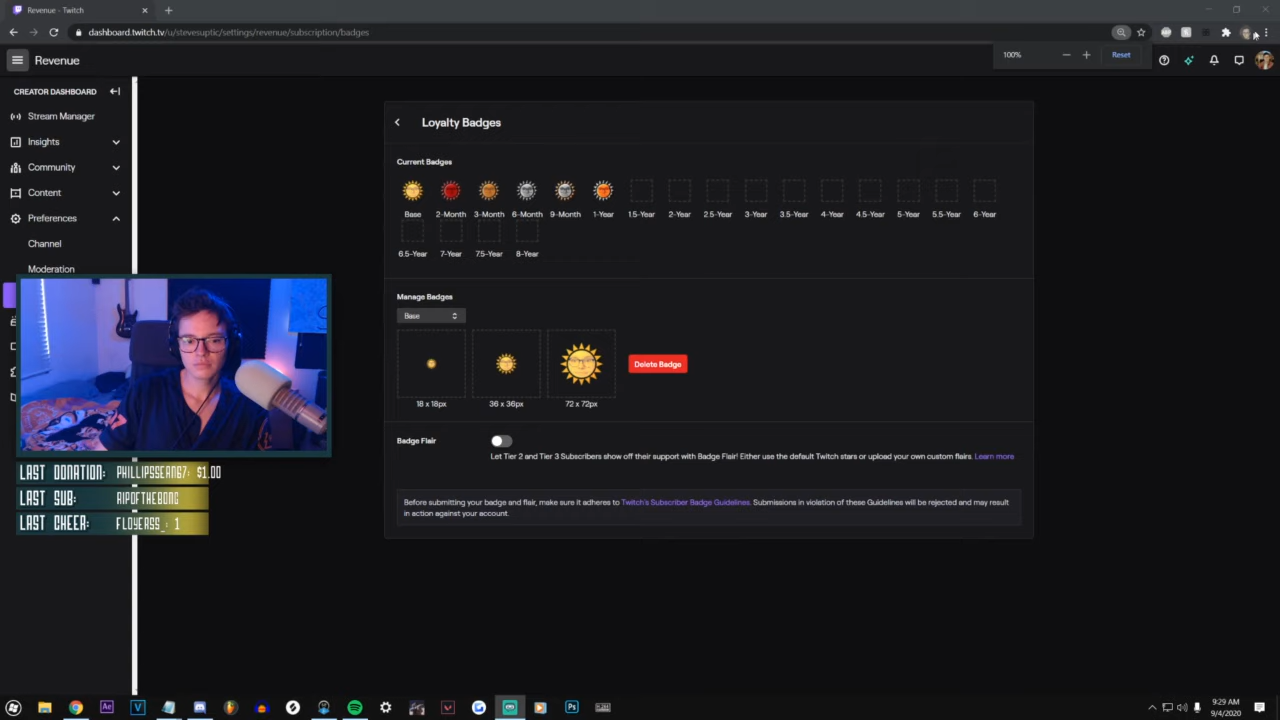 Revenue - Twitch
dashboard.twitch.tv/u/stevesuptic/settings/revenue/subscription/badges
Revenue
100%
Reset
CREATOR DASHBOARD
Stream Manager
Insights
Community
Content
Preferences
Channel
Moderation
Loyalty Badges
Current Badges
Base 2-Month 3-Month 6-Month 9-Month 1-Year 1.5-Year 2-Year 2.5-Year 3-Year 3.5-Year 4-Year 4.5-Year 5-Year 5.5-Year 6-Year
6.5-Year 7-Year 7.5-Year 8-Year
Manage Badges
Base
Delete Badge
18 x 18px 36 x 36px 72 x 72px
Badge Flair
Let Tier 2 and Tier 3 Subscribers show off their support with Badge Flair! Either use the default Twitch stars or upload your own custom flairs. Learn more
Before submitting your badge and flair, make sure it adheres to Twitch's Subscriber Badge Guidelines. Submissions in violation of these Guidelines will be rejected and may result
in action against your account.
LAST DONATION: PHILLIPSSEAN67: $1.00
LAST SUB: RIPOFTHEBONG
LAST CHEER: FLOYERSS_: 1
Ae
V
Ps
9:29 AM
9/4/2020